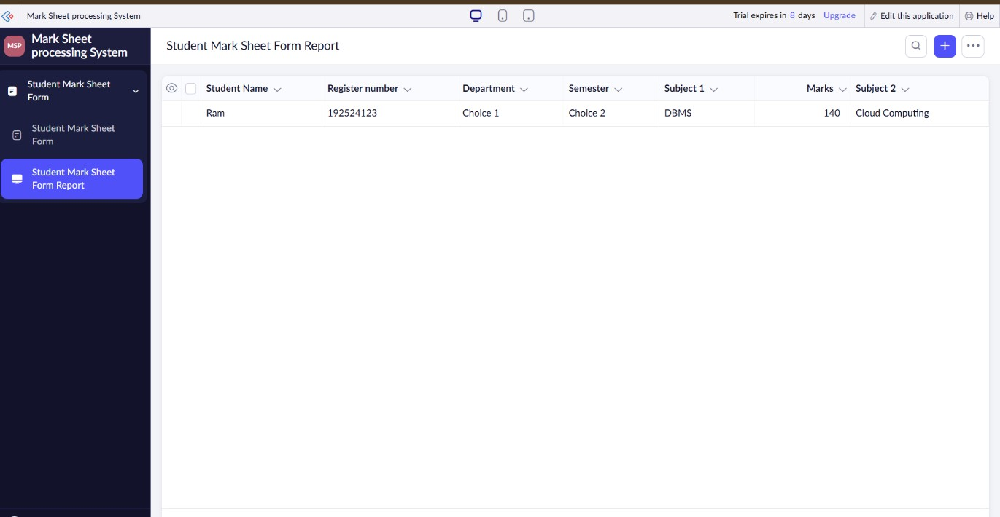 Mark Sheet processing System
Trial expires in 8 days Upgrade Edit this application Help
MSP
Mark Sheet
processing System
Student Mark Sheet
Form
Student Mark Sheet
Form
Student Mark Sheet
Form Report
Student Mark Sheet Form Report
Student Name Register number Department Semester Subject 1 Marks Subject 2
Ram 192524123 Choice 1 Choice 2 DBMS 140 Cloud Computing